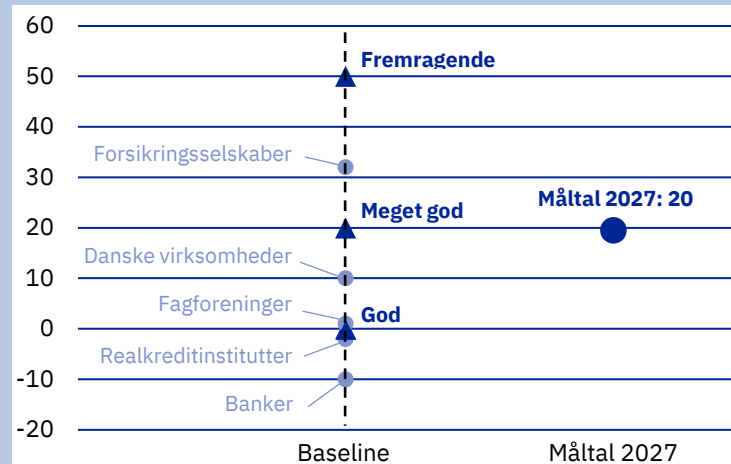 60
Fremragende
50
40
Forsikringsselskaber
30
Meget god
Måltal 2027: 20
20
Danske virksomheder
10
Fagforeninger
God
0
Realkreditinstitutter
-10
Banker
-20
Baseline
Måltal 2027